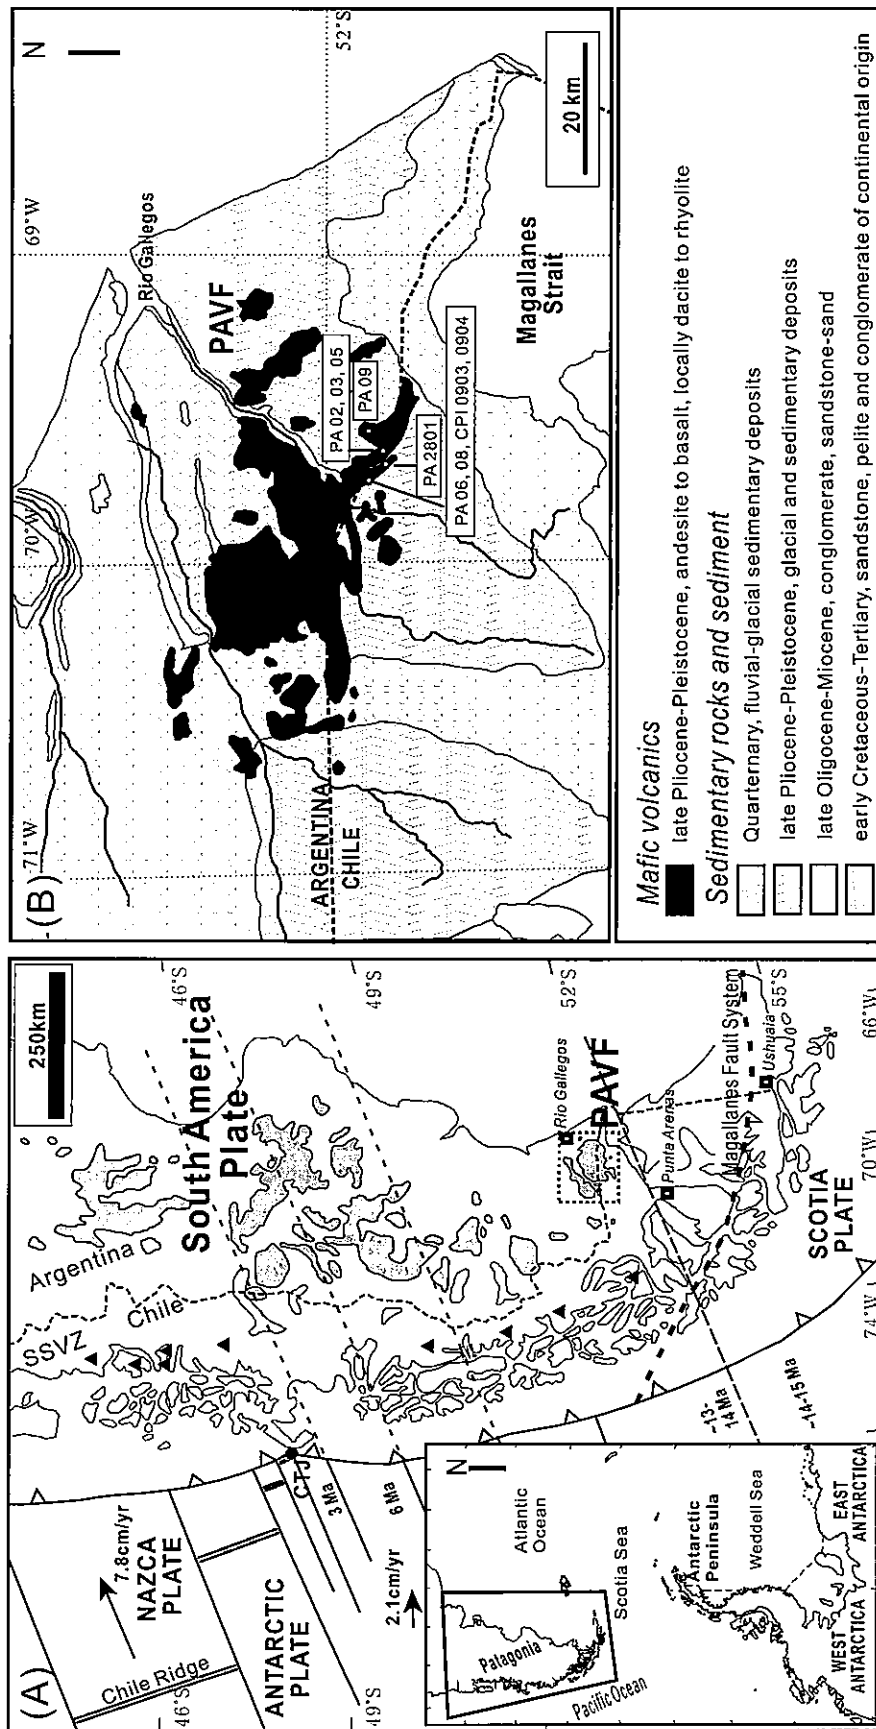 (A)
250km
46°S
49°S
52°S
55°S
66°W
70°W
74°W
46°S
49°S
South America
Plate
Argentina
Chile
SSVZ
NAZCA
PLATE
7.8cm/yr
Chile Ridge
ANTARCTIC
PLATE
2.1cm/yr
CTJ
3 Ma
6 Ma
~13-
14 Ma
~14-15 Ma
Rio Gallegos
PAVF
Punta Arenas
Magallanes Fault System
Ushuaia
SCOTIA
PLATE
N
Atlantic
Ocean
Patagonia
Pacific Ocean
Scotia Sea
Antarctic
Peninsula
Weddell Sea
WEST
ANTARCTICA
EAST
ANTARCTICA
(B)
N
71°W
70°W
69°W
52°S
Rio Gallegos
PAVF
ARGENTINA
CHILE
PA 02, 03, 05
PA 09
PA 2801
PA 06, 08, CPI 0903, 0904
Magallanes
Strait
20 km
Mafic volcanics
late Pliocene-Pleistocene, andesite to basalt, locally dacite to rhyolite
Sedimentary rocks and sediment
Quarternary, fluvial-glacial sedimentary deposits
late Pliocene-Pleistocene, glacial and sedimentary deposits
late Oligocene-Miocene, conglomerate, sandstone-sand
early Cretaceous-Tertiary, sandstone, pelite and conglomerate of continental origin